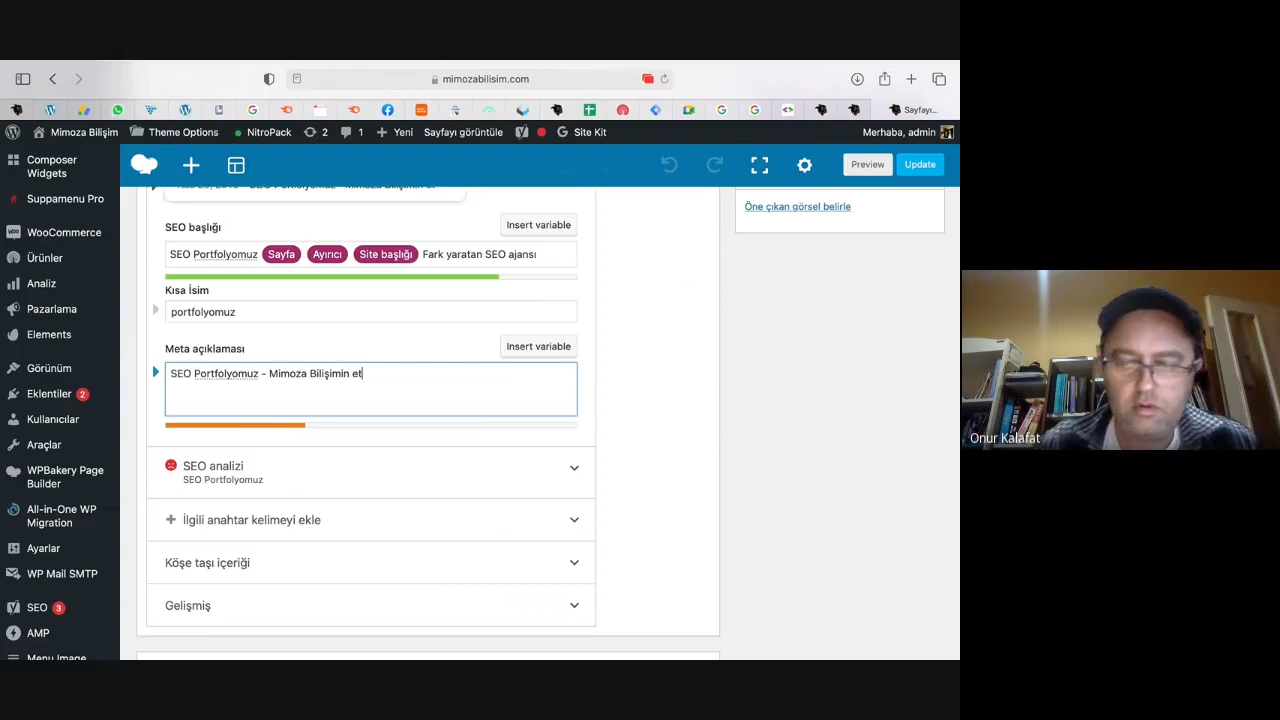 mimozabilisim.com
Sayfayı...
Mimoza Bilişim
Theme Options
NitroPack
2
1
Yeni
Sayfayı görüntüle
Site Kit
Merhaba, admin
Composer
Widgets
Suppamenu Pro
WooCommerce
Ürünler
Analiz
Pazarlama
Elements
Görünüm
Eklentiler 2
Kullanıcılar
Araçlar
WPBakery Page
Builder
All-in-One WP
Migration
Ayarlar
WP Mail SMTP
SEO 3
AMP
Menu Image
Preview
Update
Öne çıkan görsel belirle
SEO başlığı
Insert variable
SEO Portfolyomuz Sayfa Ayırıcı Site başlığı Fark yaratan SEO ajansı
Kısa İsim
portfolyomuz
Meta açıklaması
Insert variable
SEO Portfolyomuz - Mimoza Bilişimin et
SEO analizi
SEO Portfolyomuz
İlgili anahtar kelimeyi ekle
Köşe taşı içeriği
Gelişmiş
Onur Kalafat